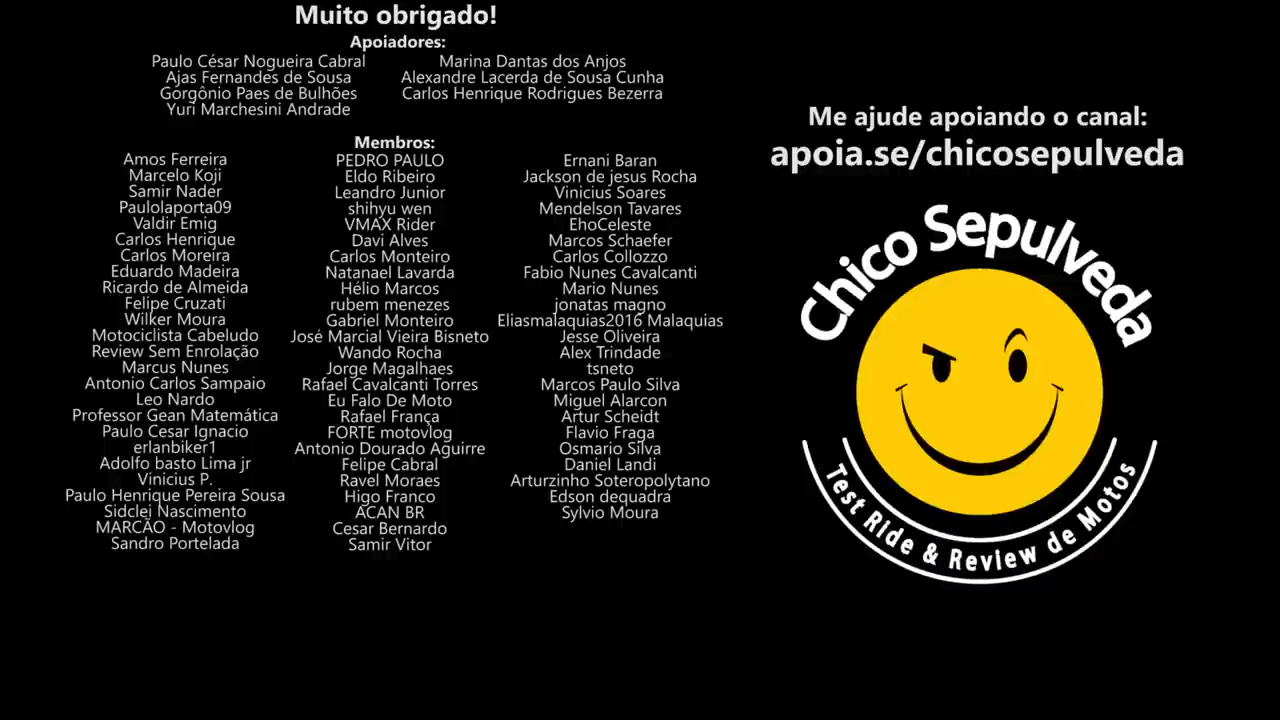 Muito obrigado!
Apoiadores:
Paulo César Nogueira Cabral
Ajas Fernandes de Sousa
Gorgônio Paes de Bulhões
Yuri Marchesini Andrade
Marina Dantas dos Anjos
Alexandre Lacerda de Sousa Cunha
Carlos Henrique Rodrigues Bezerra
Membros:
Amos Ferreira
Marcelo Koji
Samir Nader
Paulolaporta09
Valdir Emig
Carlos Henrique
Carlos Moreira
Eduardo Madeira
Ricardo de Almeida
Felipe Cruzati
Wilker Moura
Motociclista Cabeludo
Review Sem Enrolação
Marcus Nunes
Antonio Carlos Sampaio
Leo Nardo
Professor Gean Matemática
Paulo Cesar Ignacio
erlanbiker1
Adolfo basto Lima jr
Vinicius P.
Paulo Henrique Pereira Sousa
Sidclei Nascimento
MARCÃO - Motovlog
Sandro Portelada
PEDRO PAULO
Eldo Ribeiro
Leandro Junior
shihyu wen
VMAX Rider
Davi Alves
Carlos Monteiro
Natanael Lavarda
Hélio Marcos
rubem menezes
Gabriel Monteiro
José Marcial Vieira Bisneto
Wando Rocha
Jorge Magalhaes
Rafael Cavalcanti Torres
Eu Falo De Moto
Rafael França
FORTE motovlog
Antonio Dourado Aguirre
Felipe Cabral
Ravel Moraes
Higo Franco
ACAN BR
Cesar Bernardo
Samir Vitor
Ernani Baran
Jackson de jesus Rocha
Vinicius Soares
Mendelson Tavares
EhoCeleste
Marcos Schaefer
Carlos Collozzo
Fabio Nunes Cavalcanti
Mario Nunes
jonatas magno
Eliasmalaquias2016 Malaquias
Jesse Oliveira
Alex Trindade
tsneto
Marcos Paulo Silva
Miguel Alarcon
Artur Scheidt
Flavio Fraga
Osmario Silva
Daniel Landi
Arturzinho Soteropolytano
Edson dequadra
Sylvio Moura
Me ajude apoiando o canal:
apoia.se/chicosepulveda
Chico Sepulveda
Test Ride & Review de Motos